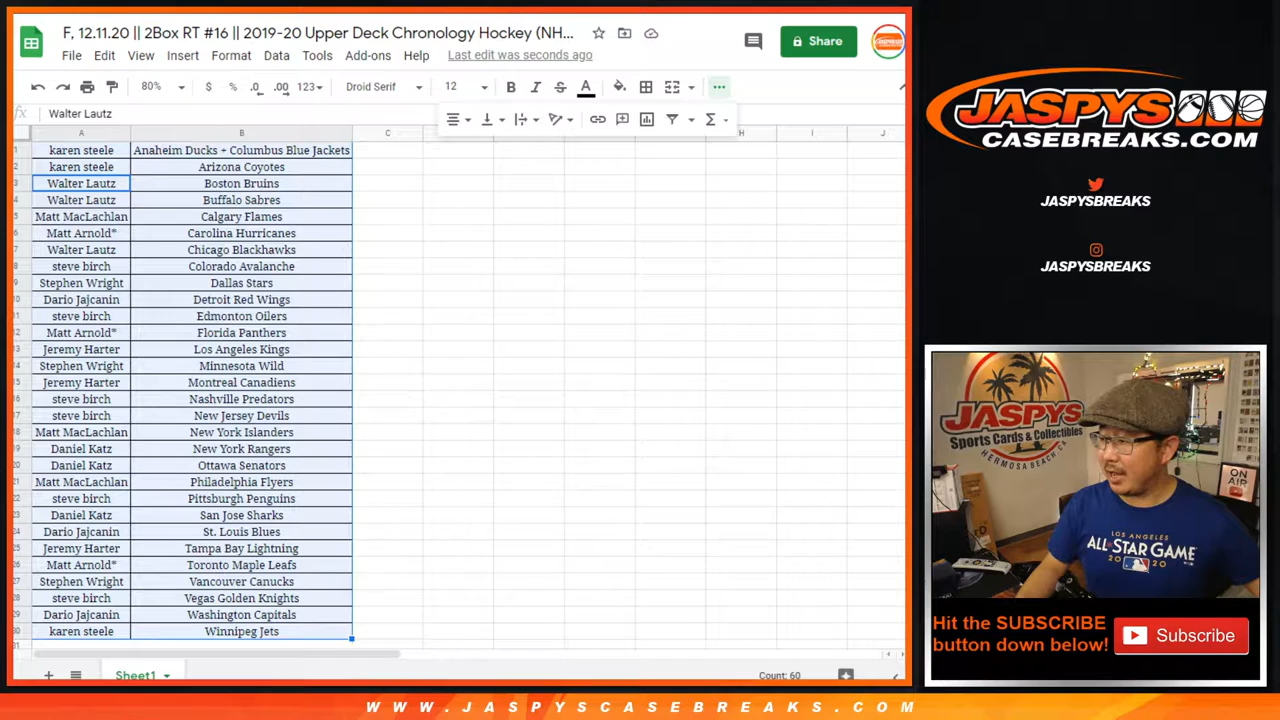 F, 12.11.20 || 2Box RT #16 || 2019-20 Upper Deck Chronology Hockey (NH...
File Edit View Insert Format Data Tools Add-ons Help Last edit was seconds ago
Share
80% $ % .0 .00 123 Droid Serif 12 B I S A
fx Walter Lautz
A B C H I J
1 karen steele Anaheim Ducks + Columbus Blue Jackets
2 karen steele Arizona Coyotes
3 Walter Lautz Boston Bruins
4 Walter Lautz Buffalo Sabres
5 Matt MacLachlan Calgary Flames
6 Matt Arnold* Carolina Hurricanes
7 Walter Lautz Chicago Blackhawks
8 steve birch Colorado Avalanche
9 Stephen Wright Dallas Stars
10 Dario Jajcanin Detroit Red Wings
11 steve birch Edmonton Oilers
12 Matt Arnold* Florida Panthers
13 Jeremy Harter Los Angeles Kings
14 Stephen Wright Minnesota Wild
15 Jeremy Harter Montreal Canadiens
16 steve birch Nashville Predators
17 steve birch New Jersey Devils
18 Matt MacLachlan New York Islanders
19 Daniel Katz New York Rangers
20 Daniel Katz Ottawa Senators
21 Matt MacLachlan Philadelphia Flyers
22 steve birch Pittsburgh Penguins
23 Daniel Katz San Jose Sharks
24 Dario Jajcanin St. Louis Blues
25 Jeremy Harter Tampa Bay Lightning
26 Matt Arnold* Toronto Maple Leafs
27 Stephen Wright Vancouver Canucks
28 steve birch Vegas Golden Knights
29 Dario Jajcanin Washington Capitals
30 karen steele Winnipeg Jets
31
Sheet1
Count: 60
JASPYS
CASEBREAKS.COM
JASPYSBREAKS
JASPYSBREAKS
JASPYS
Sports Cards & Collectibles
HERMOSA BEACH, CA
ON
AIR
LOS ANGELES
ALL STAR GAME
2020
Hit the SUBSCRIBE
button down below!
Subscribe
WWW.JASPYSCASEBREAKS.COM